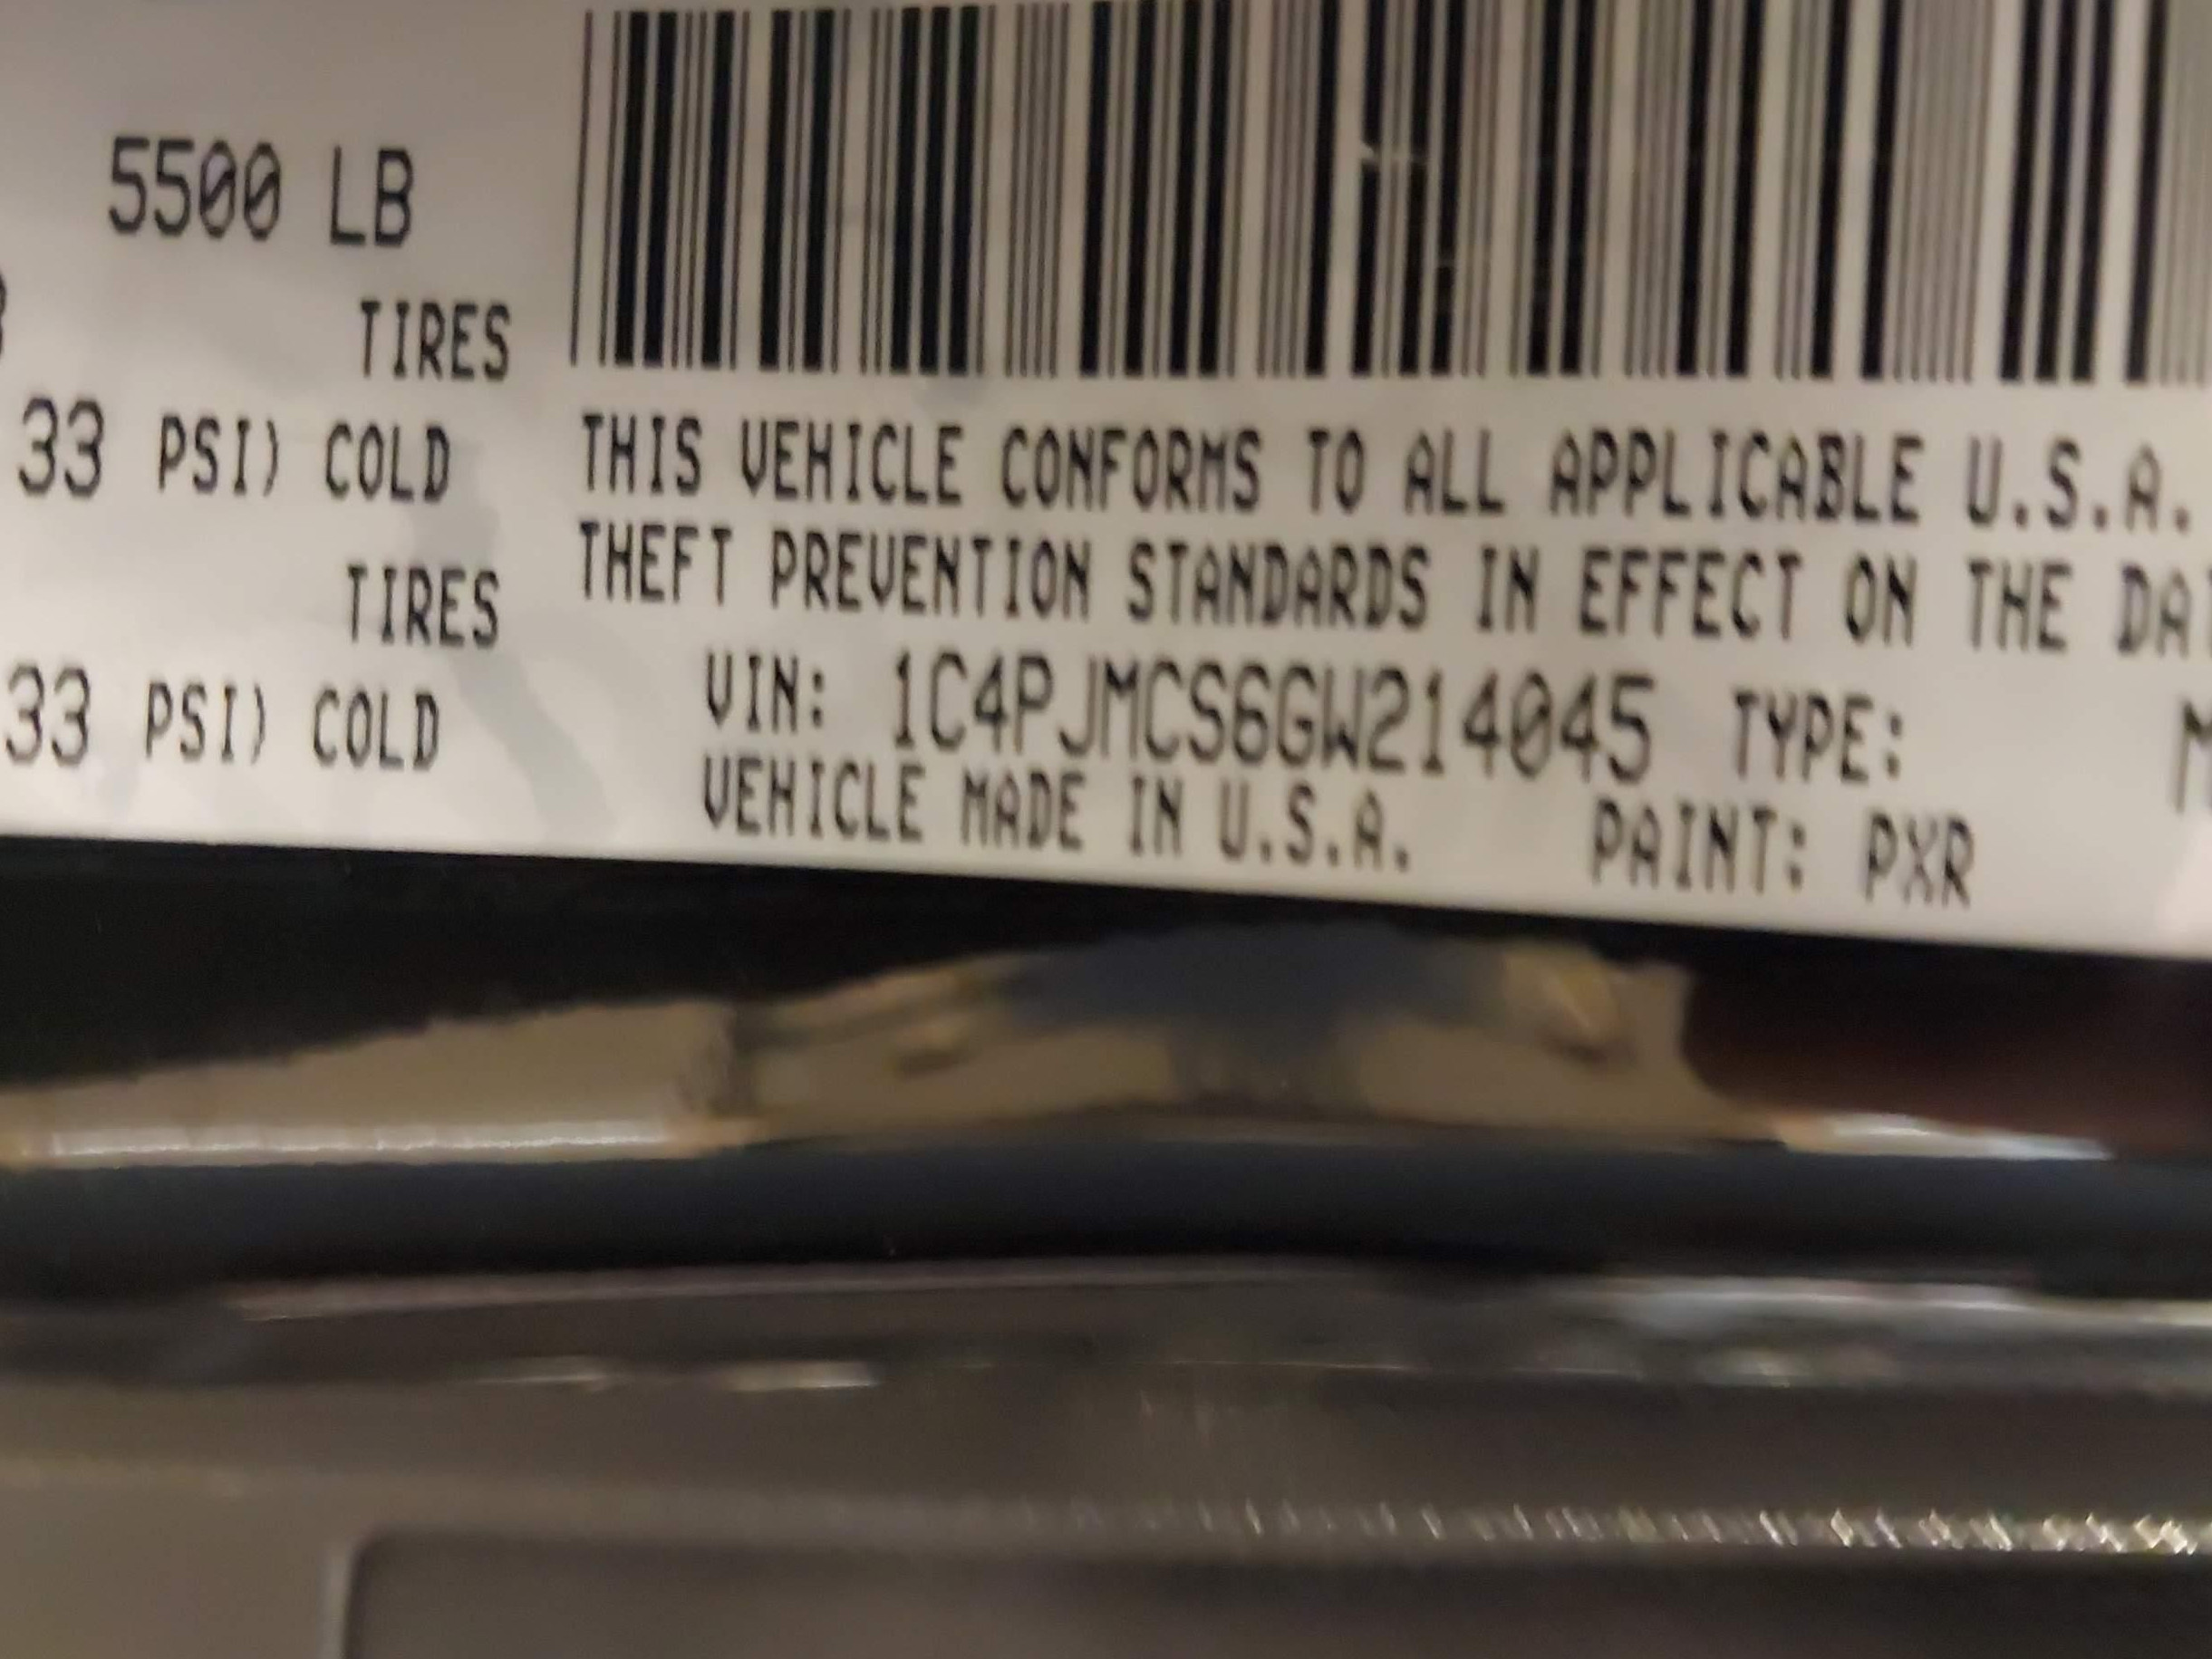 5500 LB
TIRES
33 PSI) COLD
TIRES
33 PSI) COLD
THIS VEHICLE CONFORMS TO ALL APPLICABLE U.S.A.
THEFT PREVENTION STANDARDS IN EFFECT ON THE DA
VIN: 1C4PJMCS6GW214045 TYPE: M
VEHICLE MADE IN U.S.A. PAINT: PXR